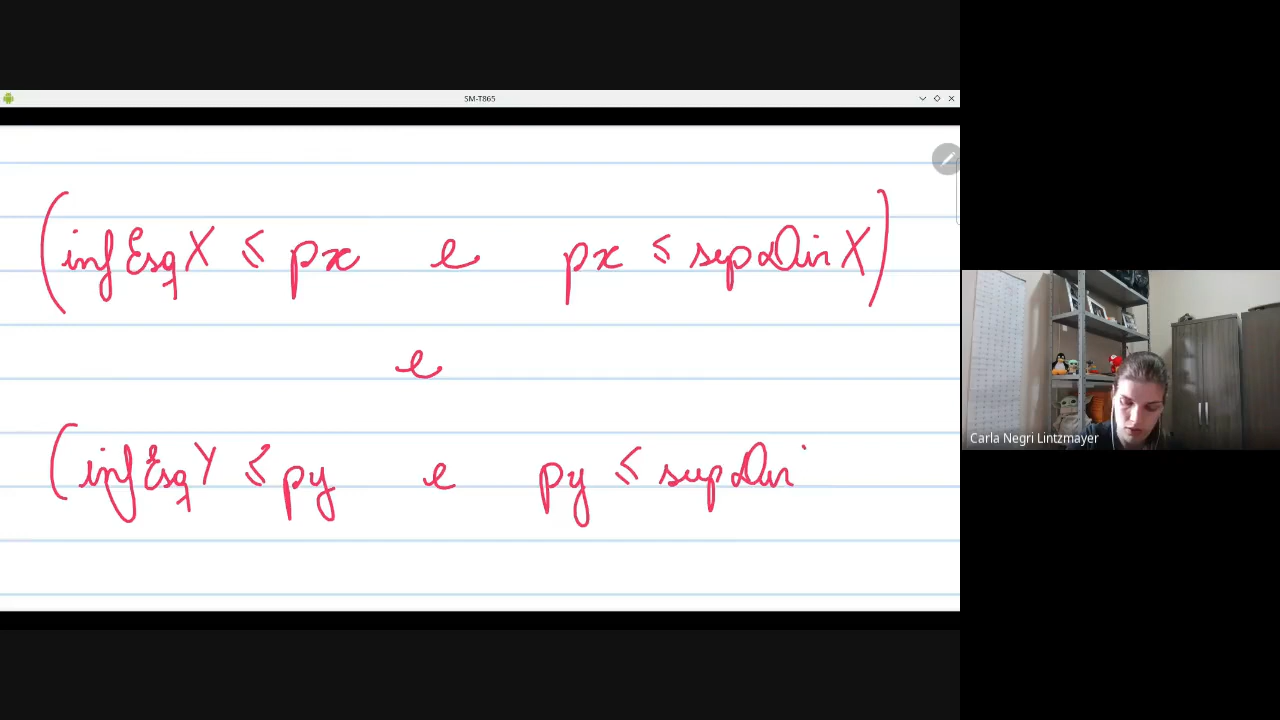 SM-T865
(infEsqX ≤ px e px ≤ supDirX)
e
(infEsqY ≤ py e py ≤ supDir
Carla Negri Lintzmayer